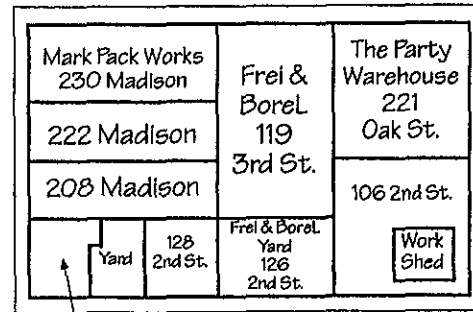 Mark Pack Works
230 Madison
222 Madison
208 Madison
Yard
128
2nd St.
Frei &
Borel
119
3rd St.
Frei & Borel
Yard
126
2nd St.
The Party
Warehouse
221
Oak St.
106 2nd St.
Work
Shed